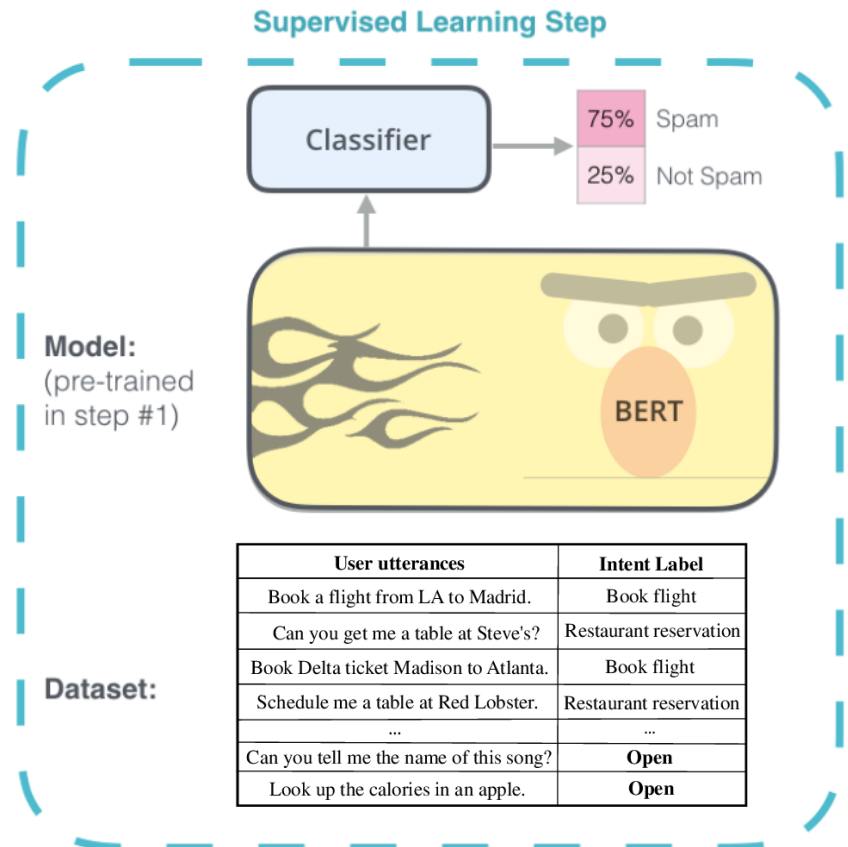 Supervised Learning Step
Classifier
75% Spam
25% Not Spam
Model:
(pre-trained
in step #1)
BERT
Dataset:
User utterances Intent Label
Book a flight from LA to Madrid. Book flight
Can you get me a table at Steve's? Restaurant reservation
Book Delta ticket Madison to Atlanta. Book flight
Schedule me a table at Red Lobster. Restaurant reservation
... ...
Can you tell me the name of this song? Open
Look up the calories in an apple. Open